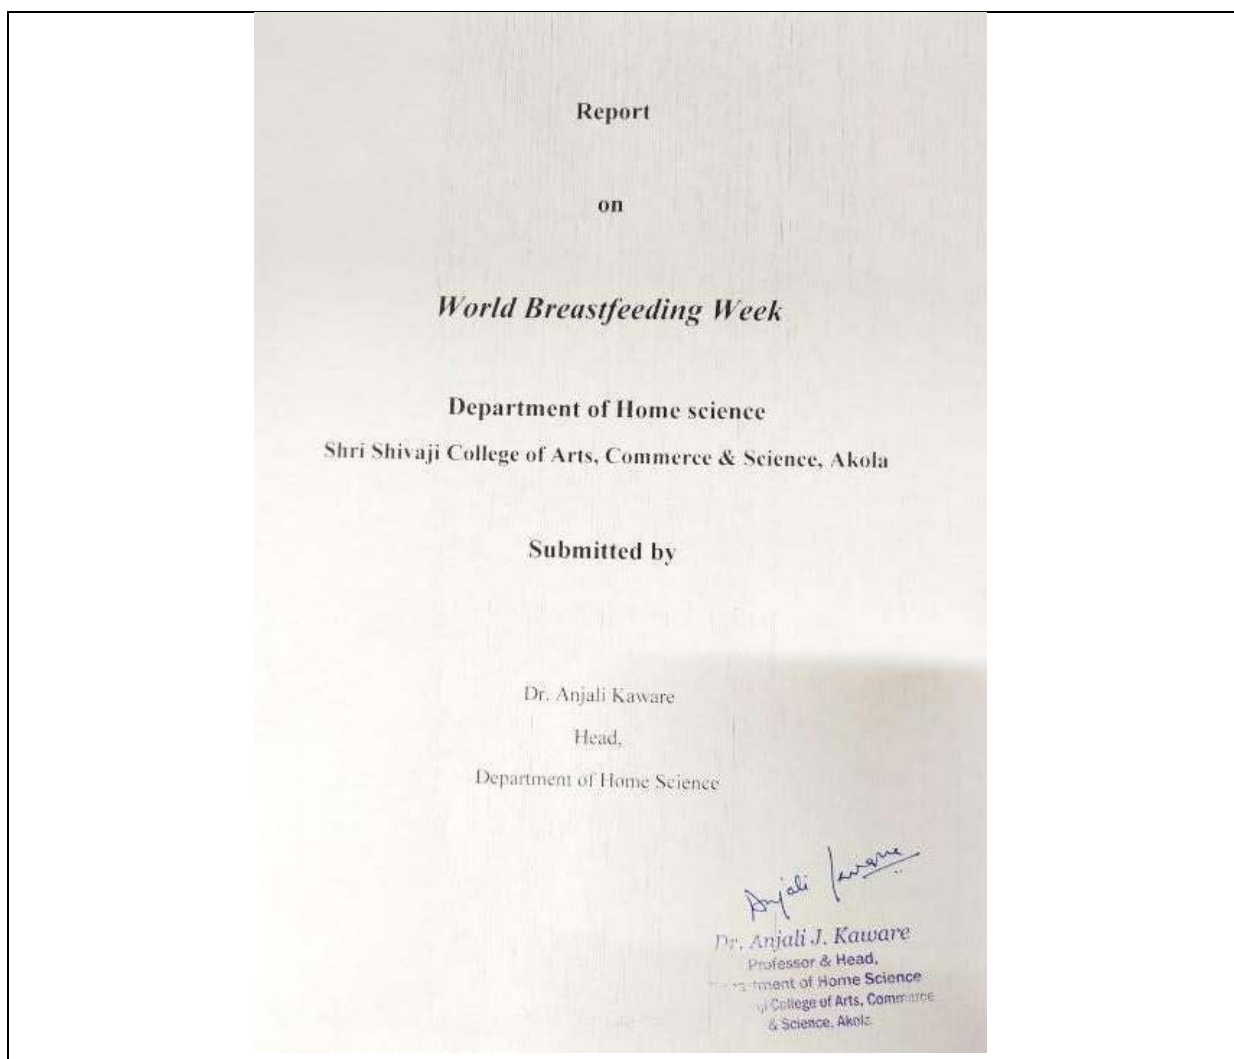 Report
on
World Breastfeeding Week
Department of Home science
Shri Shivaji College of Arts, Commerce & Science, Akola
Submitted by
Dr. Anjali Kaware
Head,
Department of Home Science
Anjali Kaware
Dr. Anjali J. Kaware
Professor & Head,
of Home Science
College of Arts, Commerce
& Science, Akola